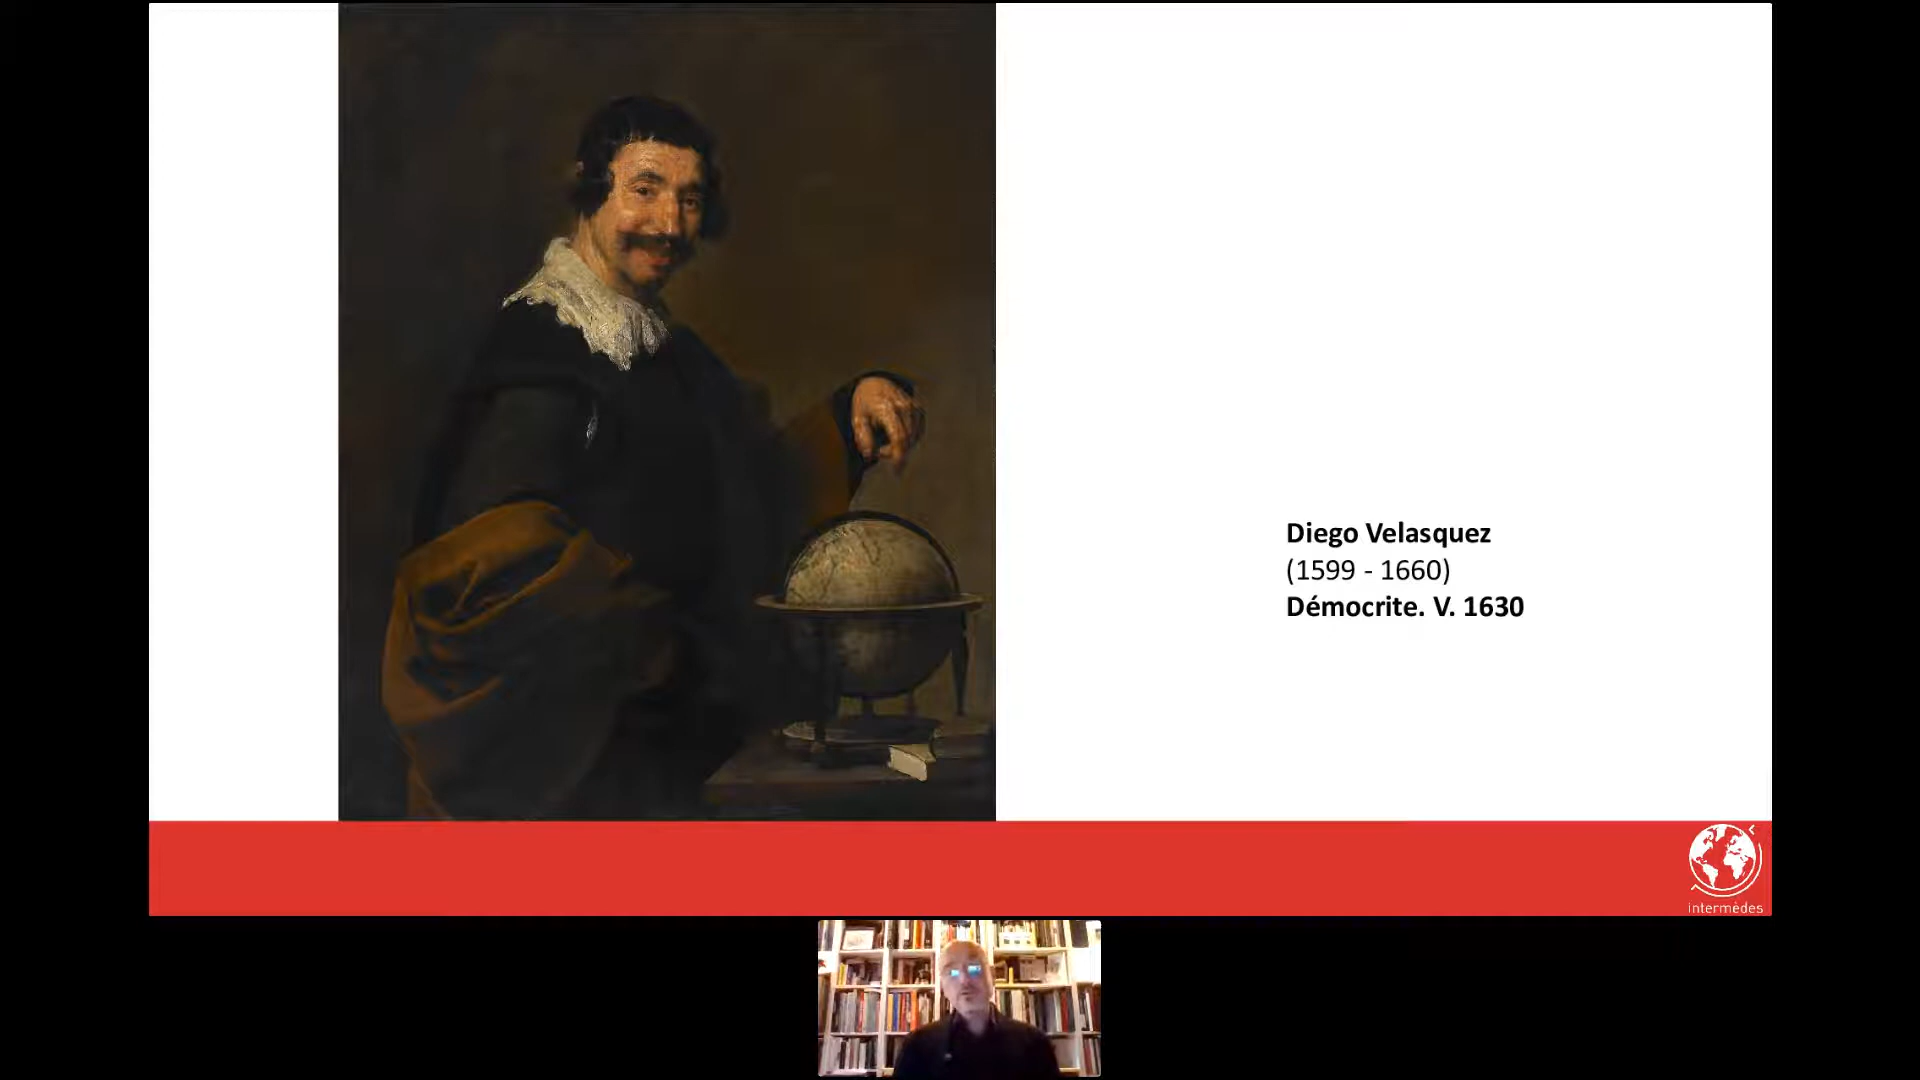 Diego Velasquez
(1599 - 1660)
Démocrite. V. 1630
intermèdes